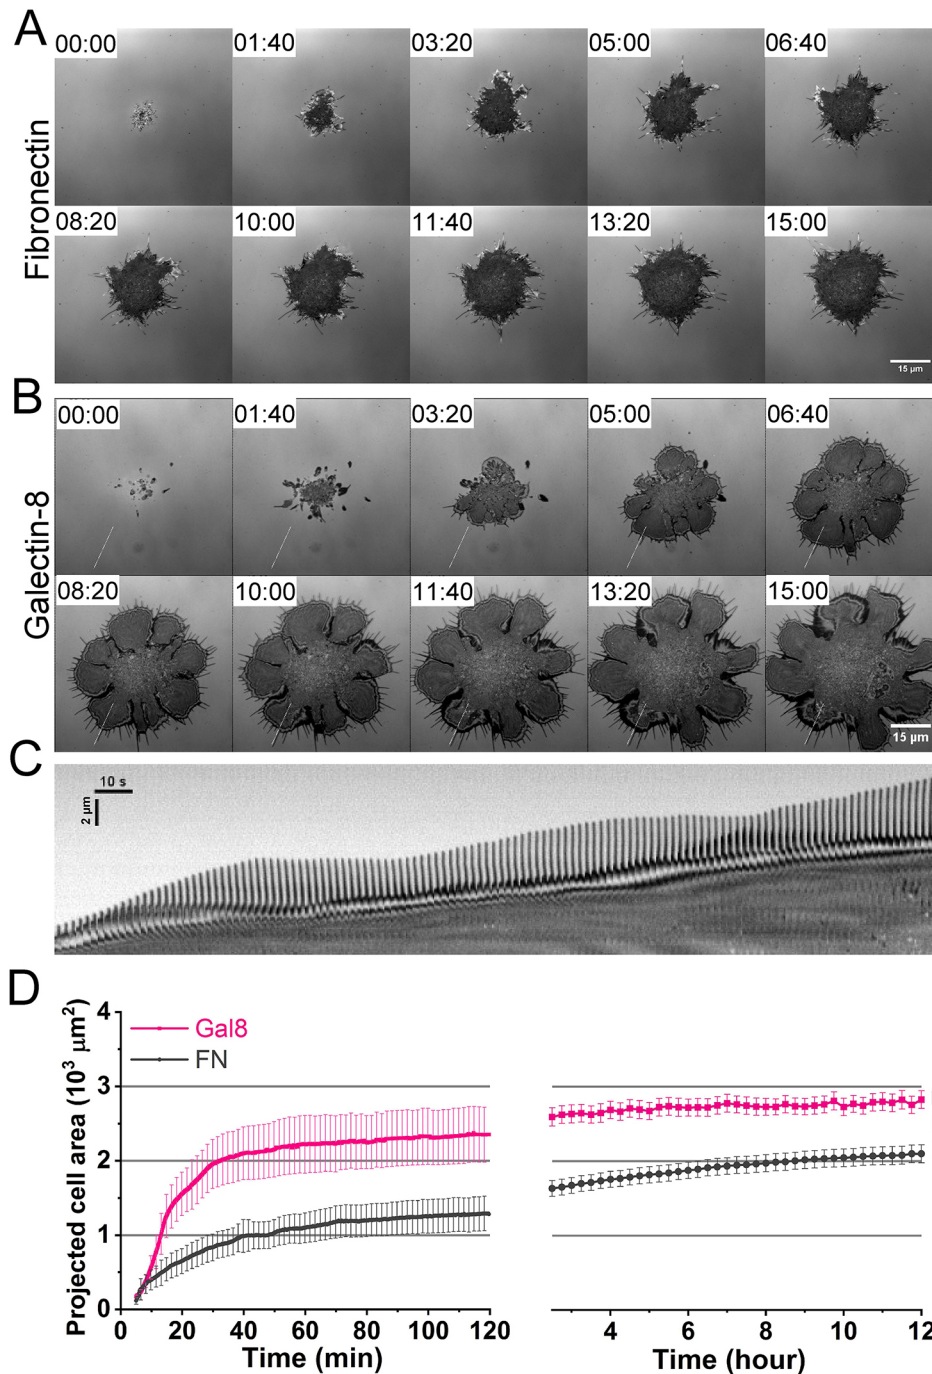 A
Fibronectin
00:00 01:40 03:20 05:00 06:40
08:20 10:00 11:40 13:20 15:00
15 µm
B
Galectin-8
00:00 01:40 03:20 05:00 06:40
08:20 10:00 11:40 13:20 15:00
15 µm
C
10 s
2 µm
D
Projected cell area (10³ µm²)
4
3
2
1
0
Gal8
FN
0 20 40 60 80 100 120
Time (min)
4 6 8 10 12
Time (hour)